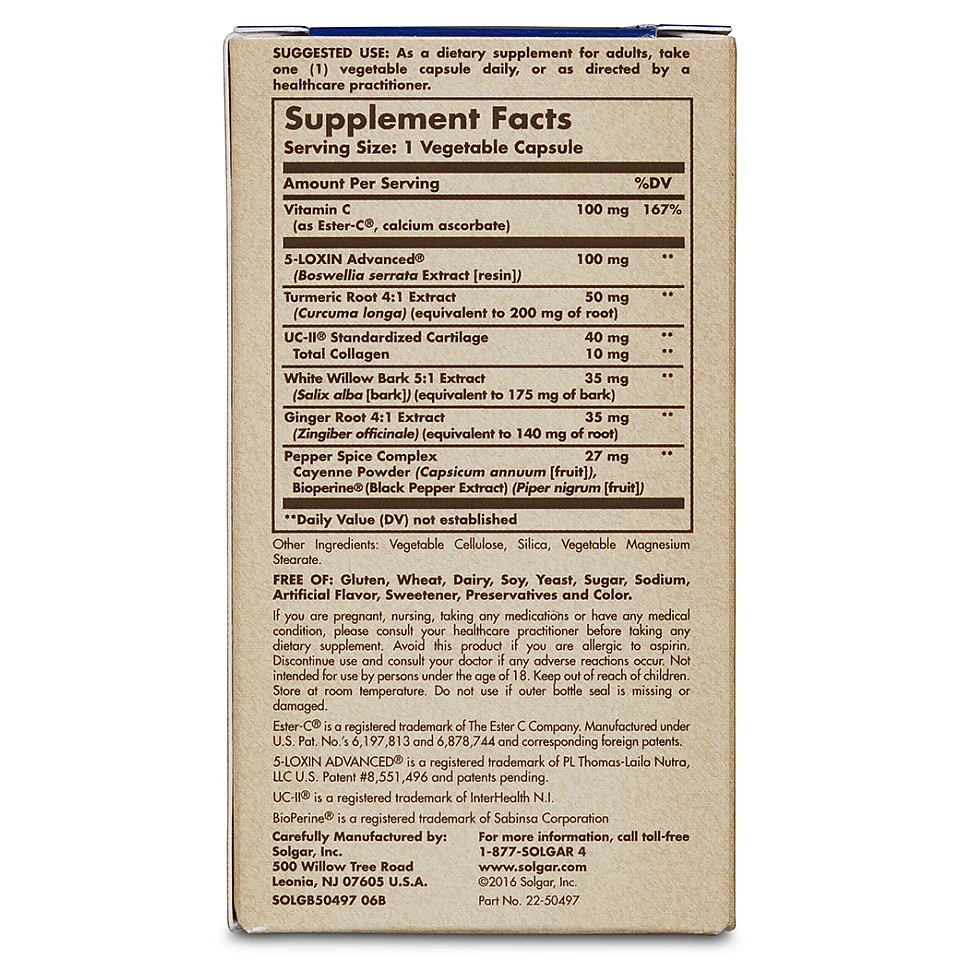 SUGGESTED USE: As a dietary supplement for adults, take
one (1) vegetable capsule daily, or as directed by a
healthcare practitioner.
Supplement Facts
Serving Size: 1 Vegetable Capsule
Amount Per Serving %DV
Vitamin C 100 mg 167%
(as Ester-C®, calcium ascorbate)
5-LOXIN Advanced® 100 mg **
(Boswellia serrata Extract [resin])
Turmeric Root 4:1 Extract 50 mg **
(Curcuma longa) (equivalent to 200 mg of root)
UC-II® Standardized Cartilage 40 mg **
Total Collagen 10 mg **
White Willow Bark 5:1 Extract 35 mg **
(Salix alba [bark]) (equivalent to 175 mg of bark)
Ginger Root 4:1 Extract 35 mg **
(Zingiber officinale) (equivalent to 140 mg of root)
Pepper Spice Complex 27 mg **
Cayenne Powder (Capsicum annuum [fruit]),
Bioperine® (Black Pepper Extract) (Piper nigrum [fruit])
**Daily Value (DV) not established
Other Ingredients: Vegetable Cellulose, Silica, Vegetable Magnesium
Stearate.
FREE OF: Gluten, Wheat, Dairy, Soy, Yeast, Sugar, Sodium,
Artificial Flavor, Sweetener, Preservatives and Color.
If you are pregnant, nursing, taking any medications or have any medical
condition, please consult your healthcare practitioner before taking any
dietary supplement. Avoid this product if you are allergic to aspirin.
Discontinue use and consult your doctor if any adverse reactions occur. Not
intended for use by persons under the age of 18. Keep out of reach of children.
Store at room temperature. Do not use if outer bottle seal is missing or
damaged.
Ester-C® is a registered trademark of The Ester C Company. Manufactured under
U.S. Pat. No.'s 6,197,813 and 6,878,744 and corresponding foreign patents.
5-LOXIN ADVANCED® is a registered trademark of PL Thomas-Laila Nutra,
LLC U.S. Patent #8,551,496 and patents pending.
UC-II® is a registered trademark of InterHealth N.I.
BioPerine® is a registered trademark of Sabinsa Corporation
Carefully Manufactured by:
Solgar, Inc.
500 Willow Tree Road
Leonia, NJ 07605 U.S.A.
SOLGB50497 06B
For more information, call toll-free
1-877-SOLGAR 4
www.solgar.com
©2016 Solgar, Inc.
Part No. 22-50497